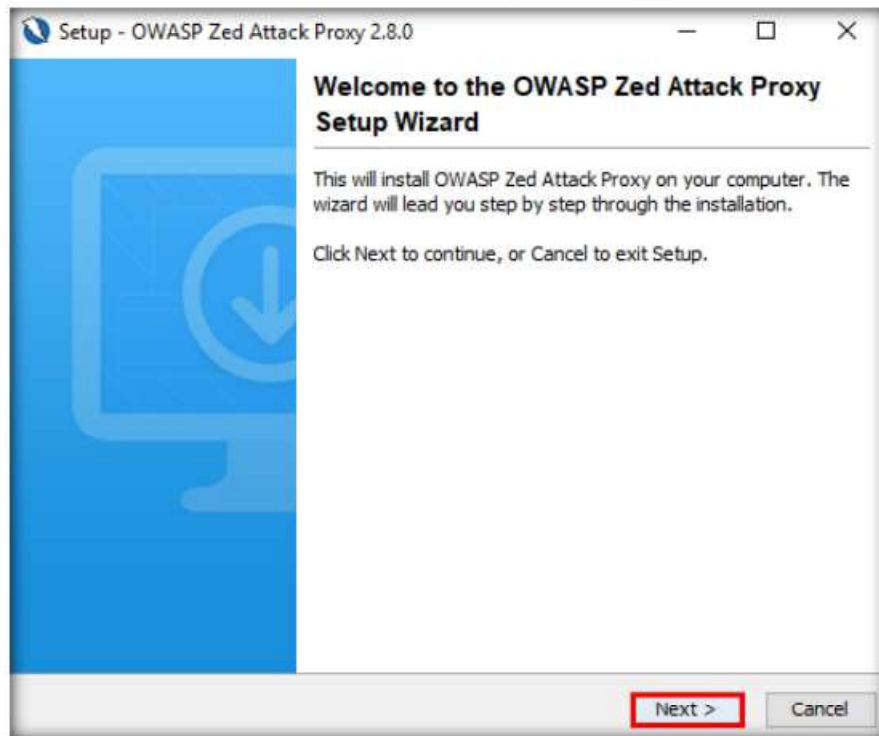 Setup - OWASP Zed Attack Proxy 2.8.0
Welcome to the OWASP Zed Attack Proxy
Setup Wizard
This will install OWASP Zed Attack Proxy on your computer. The
wizard will lead you step by step through the installation.
Click Next to continue, or Cancel to exit Setup.
Next >
Cancel